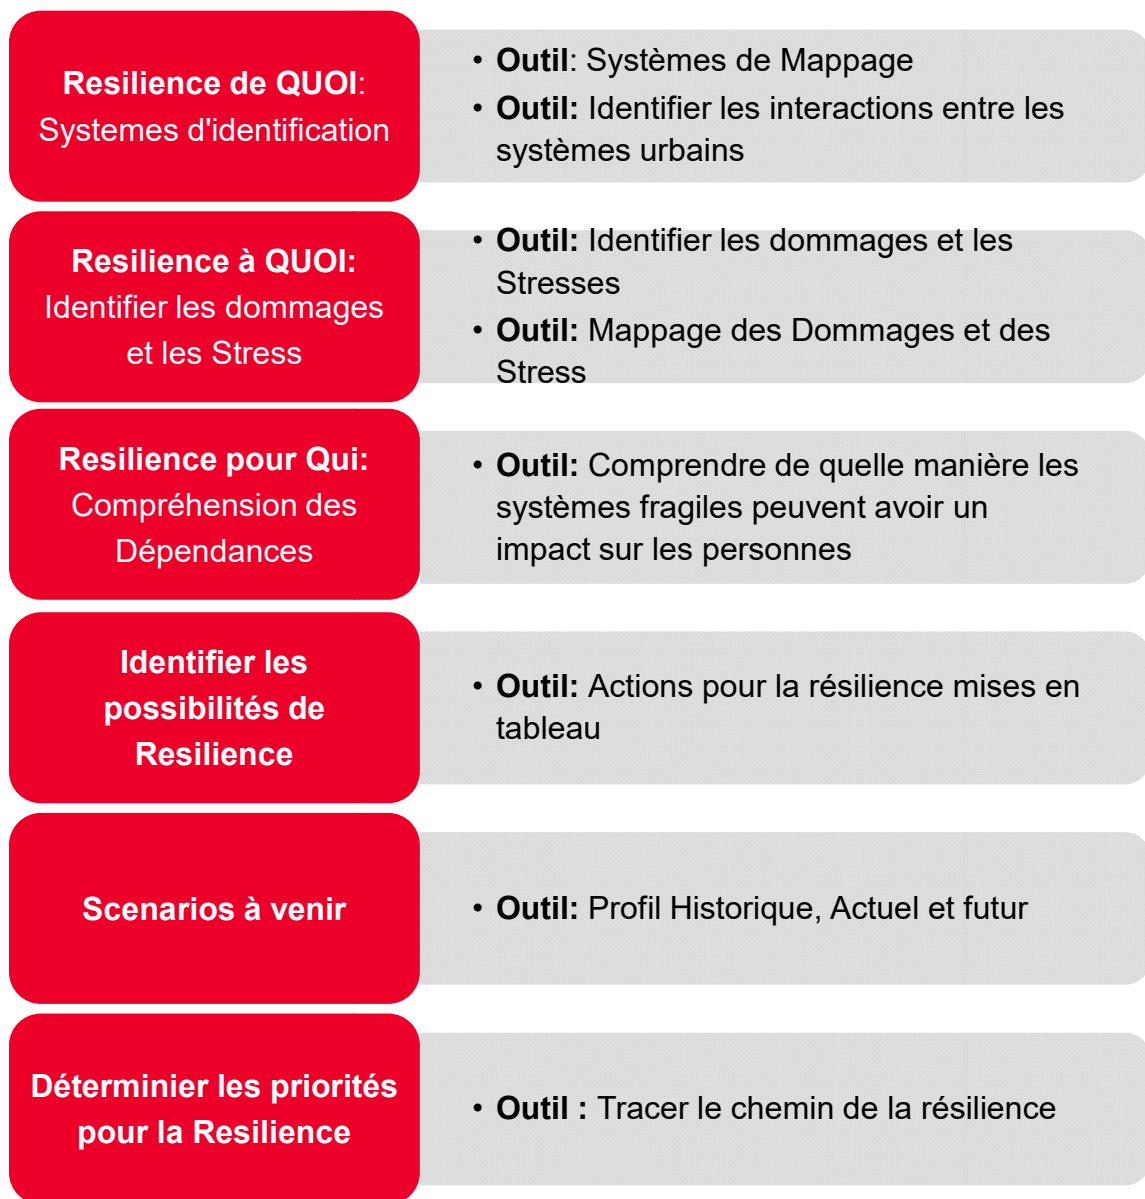 Resilience de QUOI:
Systemes d'identification
• Outil: Systèmes de Mappage
• Outil: Identifier les interactions entre les
systèmes urbains
Resilience à QUOI:
Identifier les dommages
et les Stress
• Outil: Identifier les dommages et les
Stresses
• Outil: Mappage des Dommages et des
Stress
Resilience pour Qui:
Compréhension des
Dépendances
• Outil: Comprendre de quelle manière les
systèmes fragiles peuvent avoir un
impact sur les personnes
Identifier les
possibilités de
Resilience
• Outil: Actions pour la résilience mises en
tableau
Scenarios à venir
• Outil: Profil Historique, Actuel et futur
Déterminier les priorités
pour la Resilience
• Outil : Tracer le chemin de la résilience